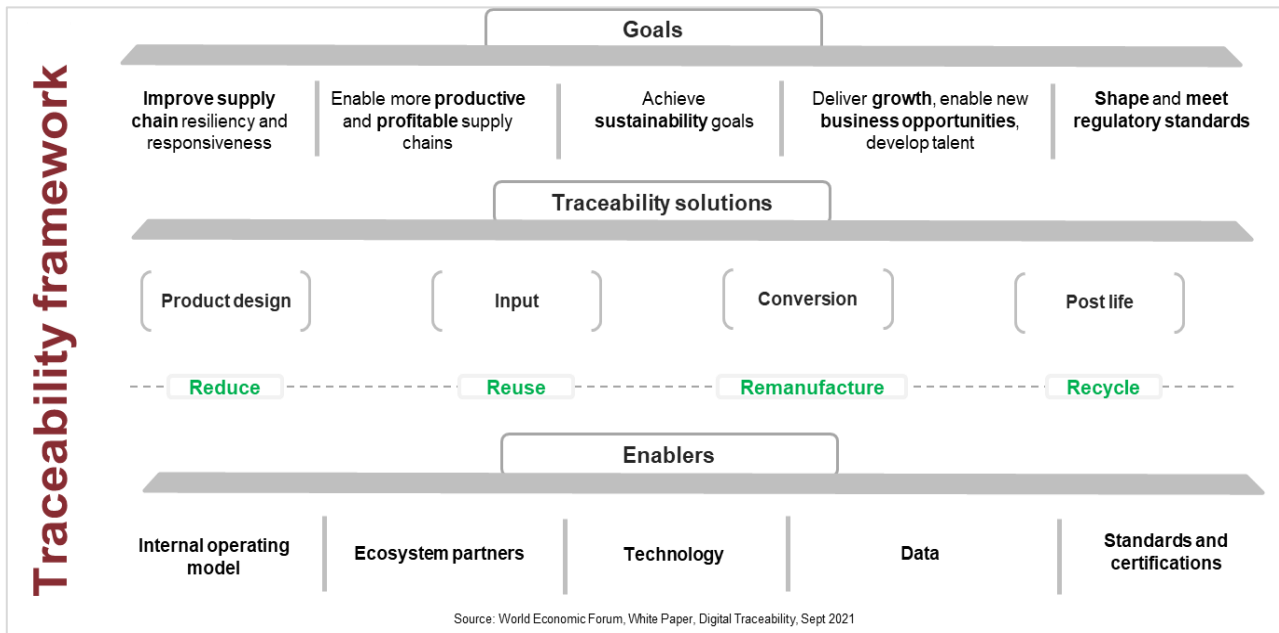 Traceability framework
Goals
Improve supply
chain resiliency and
responsiveness
Enable more productive
and profitable supply
chains
Achieve
sustainability goals
Deliver growth, enable new
business opportunities,
develop talent
Shape and meet
regulatory standards
Traceability solutions
Product design
Input
Conversion
Post life
Reduce
Reuse
Remanufacture
Recycle
Enablers
Internal operating
model
Ecosystem partners
Technology
Data
Standards and
certifications
Source: World Economic Forum, White Paper, Digital Traceability, Sept 2021